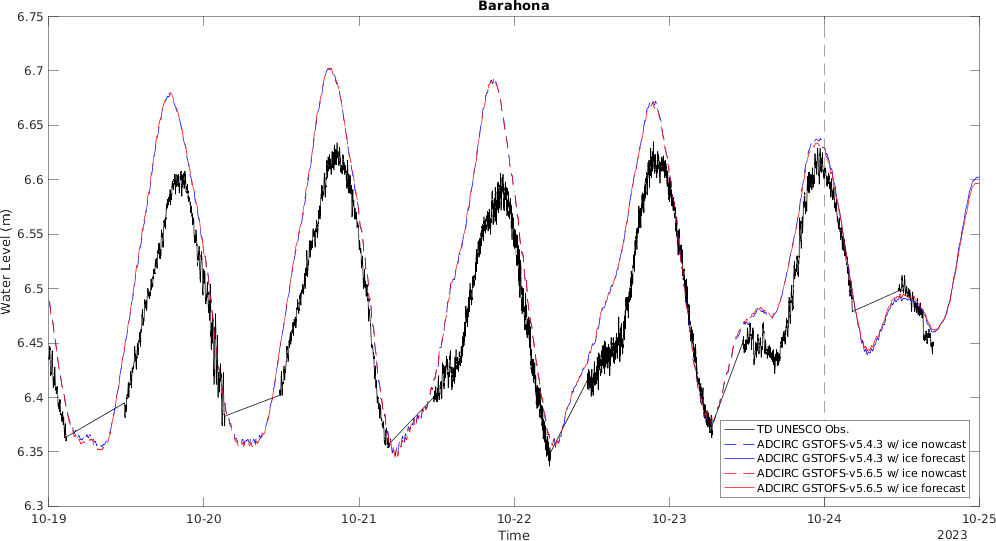 Barahona
6.75
6.7
6.65
6.6
6.55
6.5
6.45
6.4
6.35
6.3
Water Level (m)
TD UNESCO Obs.
ADCIRC GSTOFS-v5.4.3 w/ ice nowcast
ADCIRC GSTOFS-v5.4.3 w/ ice forecast
ADCIRC GSTOFS-v5.6.5 w/ ice nowcast
ADCIRC GSTOFS-v5.6.5 w/ ice forecast
10-19 10-20 10-21 10-22 10-23 10-24 10-25
Time
2023